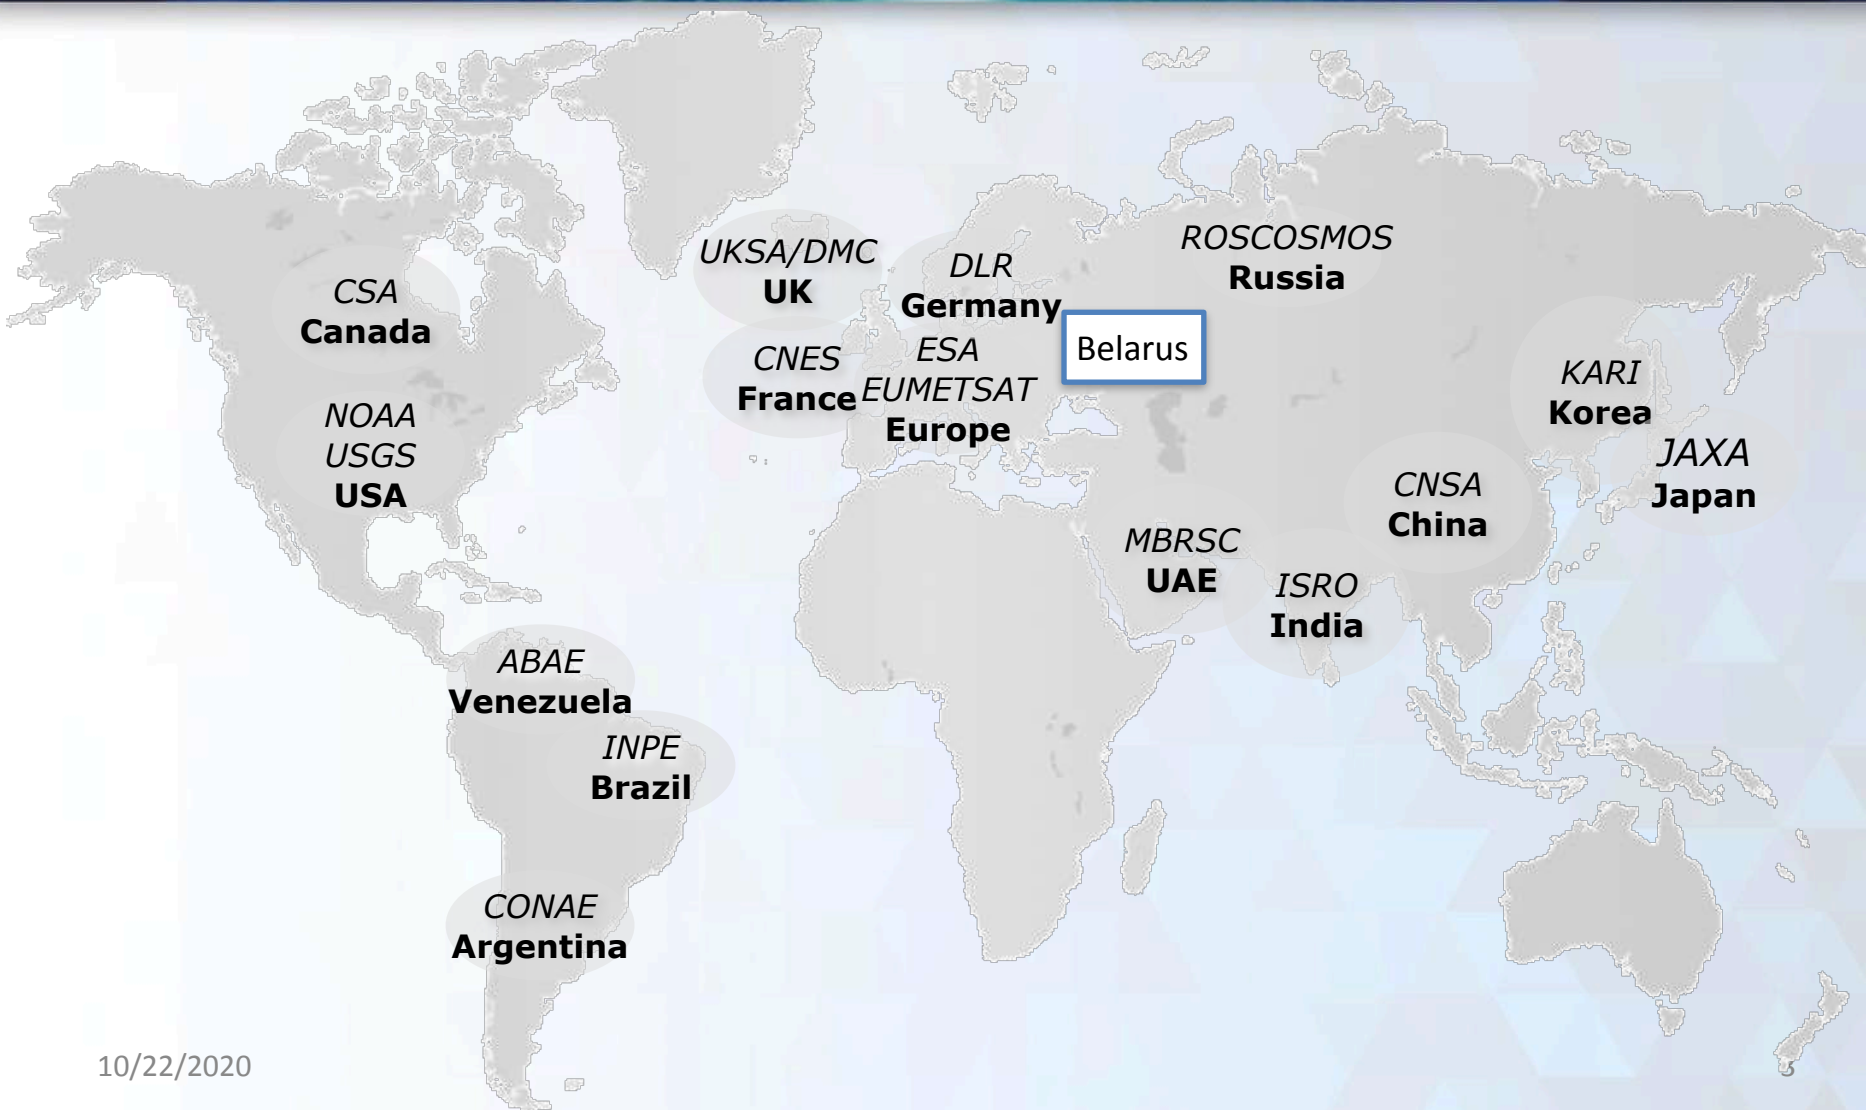 UKSA/DMC
UK
DLR
Germany
ROSCOSMOS
Russia
CSA
Canada
Belarus
CNES
France
ESA
EUMETSAT
Europe
KARI
Korea
NOAA
USGS
USA
JAXA
Japan
CNSA
China
MBRSC
UAE
ISRO
India
ABAE
Venezuela
INPE
Brazil
CONAE
Argentina
10/22/2020